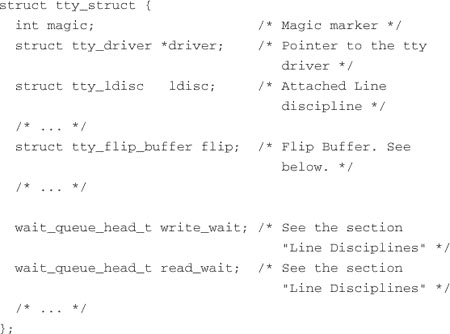 struct tty_struct {
  int magic;                     /* Magic marker */
  struct tty_driver *driver;     /* Pointer to the tty
                                    driver */
  struct tty_ldisc   ldisc;      /* Attached Line
                                    discipline */
  /* ... */
  struct tty_flip_buffer flip;   /* Flip Buffer. See
                                    below. */
  /* ... */

  wait_queue_head_t write_wait;  /* See the section
                                    "Line Disciplines" */
  wait_queue_head_t read_wait;   /* See the section
                                    "Line Disciplines" */
  /* ... */
};